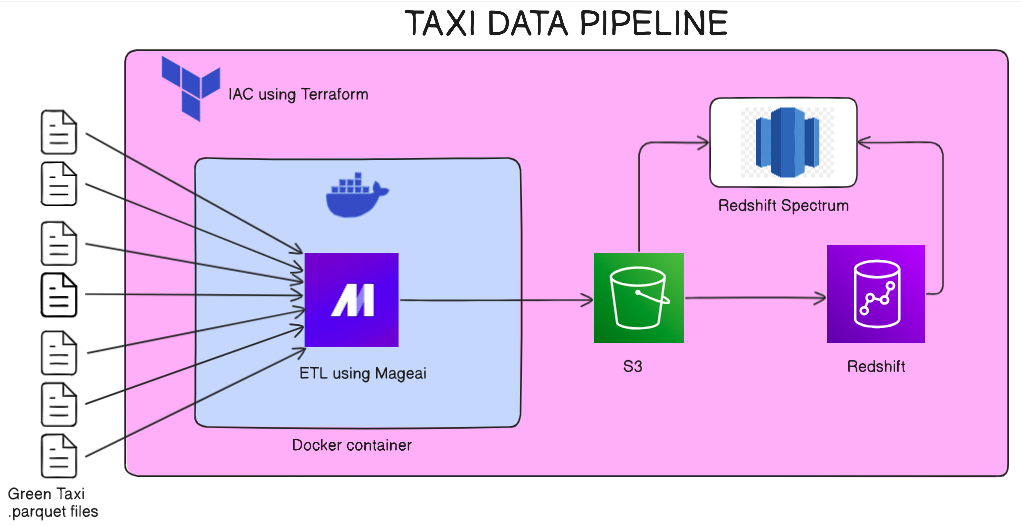 TAXI DATA PIPELINE
IAC using Terraform
Redshift Spectrum
ETL using Mageai
S3
Redshift
Docker container
Green Taxi
.parquet files